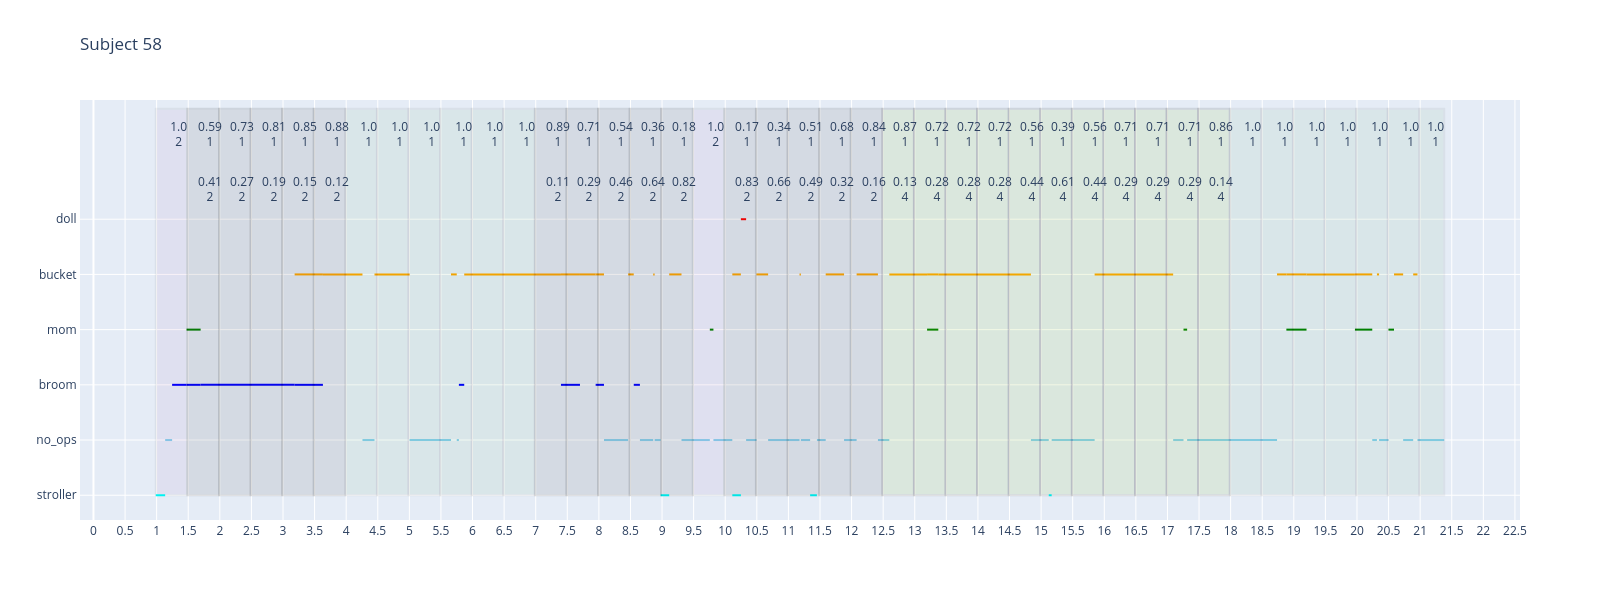 Subject 58
1.0 0.59 0.73 0.81 0.85 0.88 1.0 1.0 1.0 1.0 1.0 1.0 0.89 0.71 0.54 0.36 0.18 1.0 0.17 0.34 0.51 0.68 0.84 0.87 0.72 0.72 0.72 0.56 0.39 0.56 0.71 0.71 0.71 0.86 1.0 1.0 1.0 1.0 1.0 1.0 1.0
2 1 1 1 1 1 1 1 1 1 1 1 1 1 1 1 1 2 1 1 1 1 1 1 1 1 1 1 1 1 1 1 1 1 1 1 1 1 1 1 1
0.41 0.27 0.19 0.15 0.12 0.11 0.29 0.46 0.64 0.82 0.83 0.66 0.49 0.32 0.16 0.13 0.28 0.28 0.28 0.44 0.61 0.44 0.29 0.29 0.29 0.14
2 2 2 2 2 2 2 2 2 2 2 2 2 2 2 4 4 4 4 4 4 4 4 4 4 4
doll
bucket
mom
broom
no_ops
stroller
0 0.5 1 1.5 2 2.5 3 3.5 4 4.5 5 5.5 6 6.5 7 7.5 8 8.5 9 9.5 10 10.5 11 11.5 12 12.5 13 13.5 14 14.5 15 15.5 16 16.5 17 17.5 18 18.5 19 19.5 20 20.5 21 21.5 22 22.5